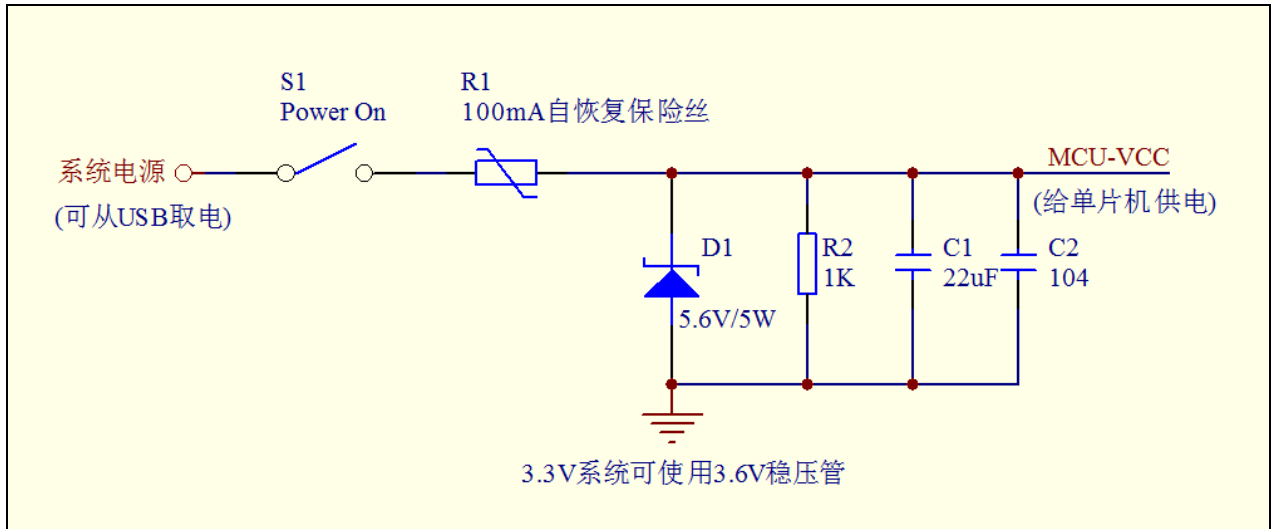 S1
Power On
R1
100mA自恢复保险丝
系统电源
(可从USB取电)
MCU-VCC
(给单片机供电)
D1
5.6V/5W
R2
1K
C1
22uF
C2
104
3.3V系统可使用3.6V稳压管